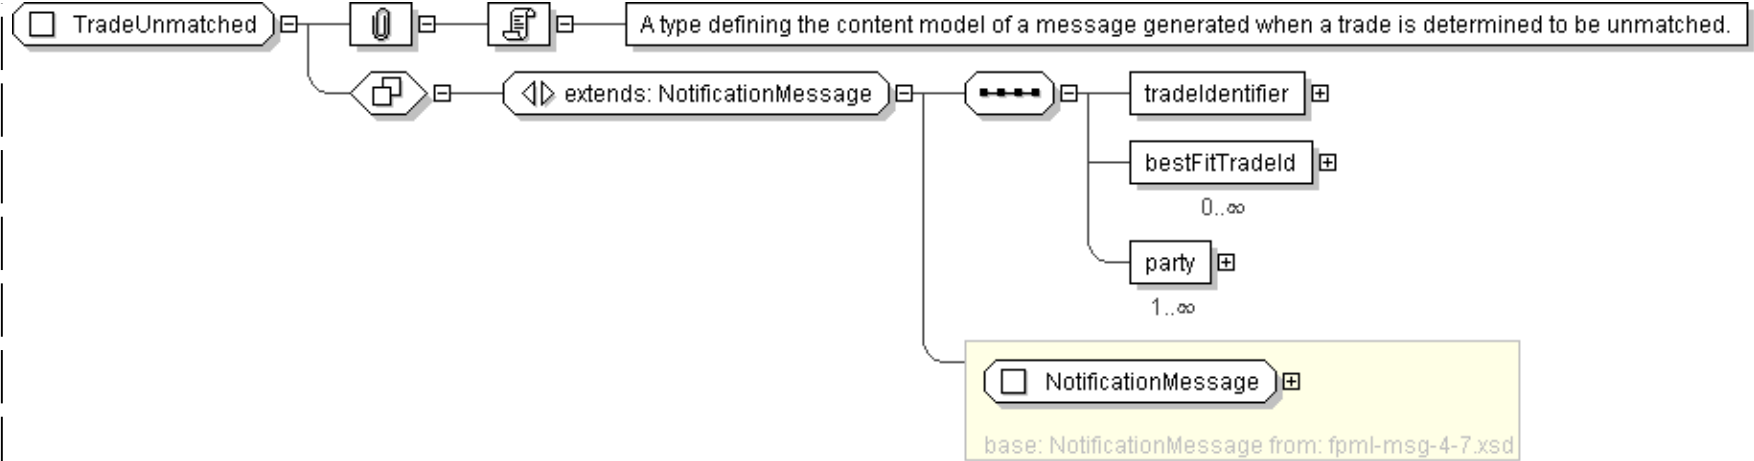 TradeUnmatched
A type defining the content model of a message generated when a trade is determined to be unmatched.
extends: NotificationMessage
tradeIdentifier
bestFitTradeId
0..∞
party
1..∞
NotificationMessage
base: NotificationMessage from: fpml-msg-4-7.xsd